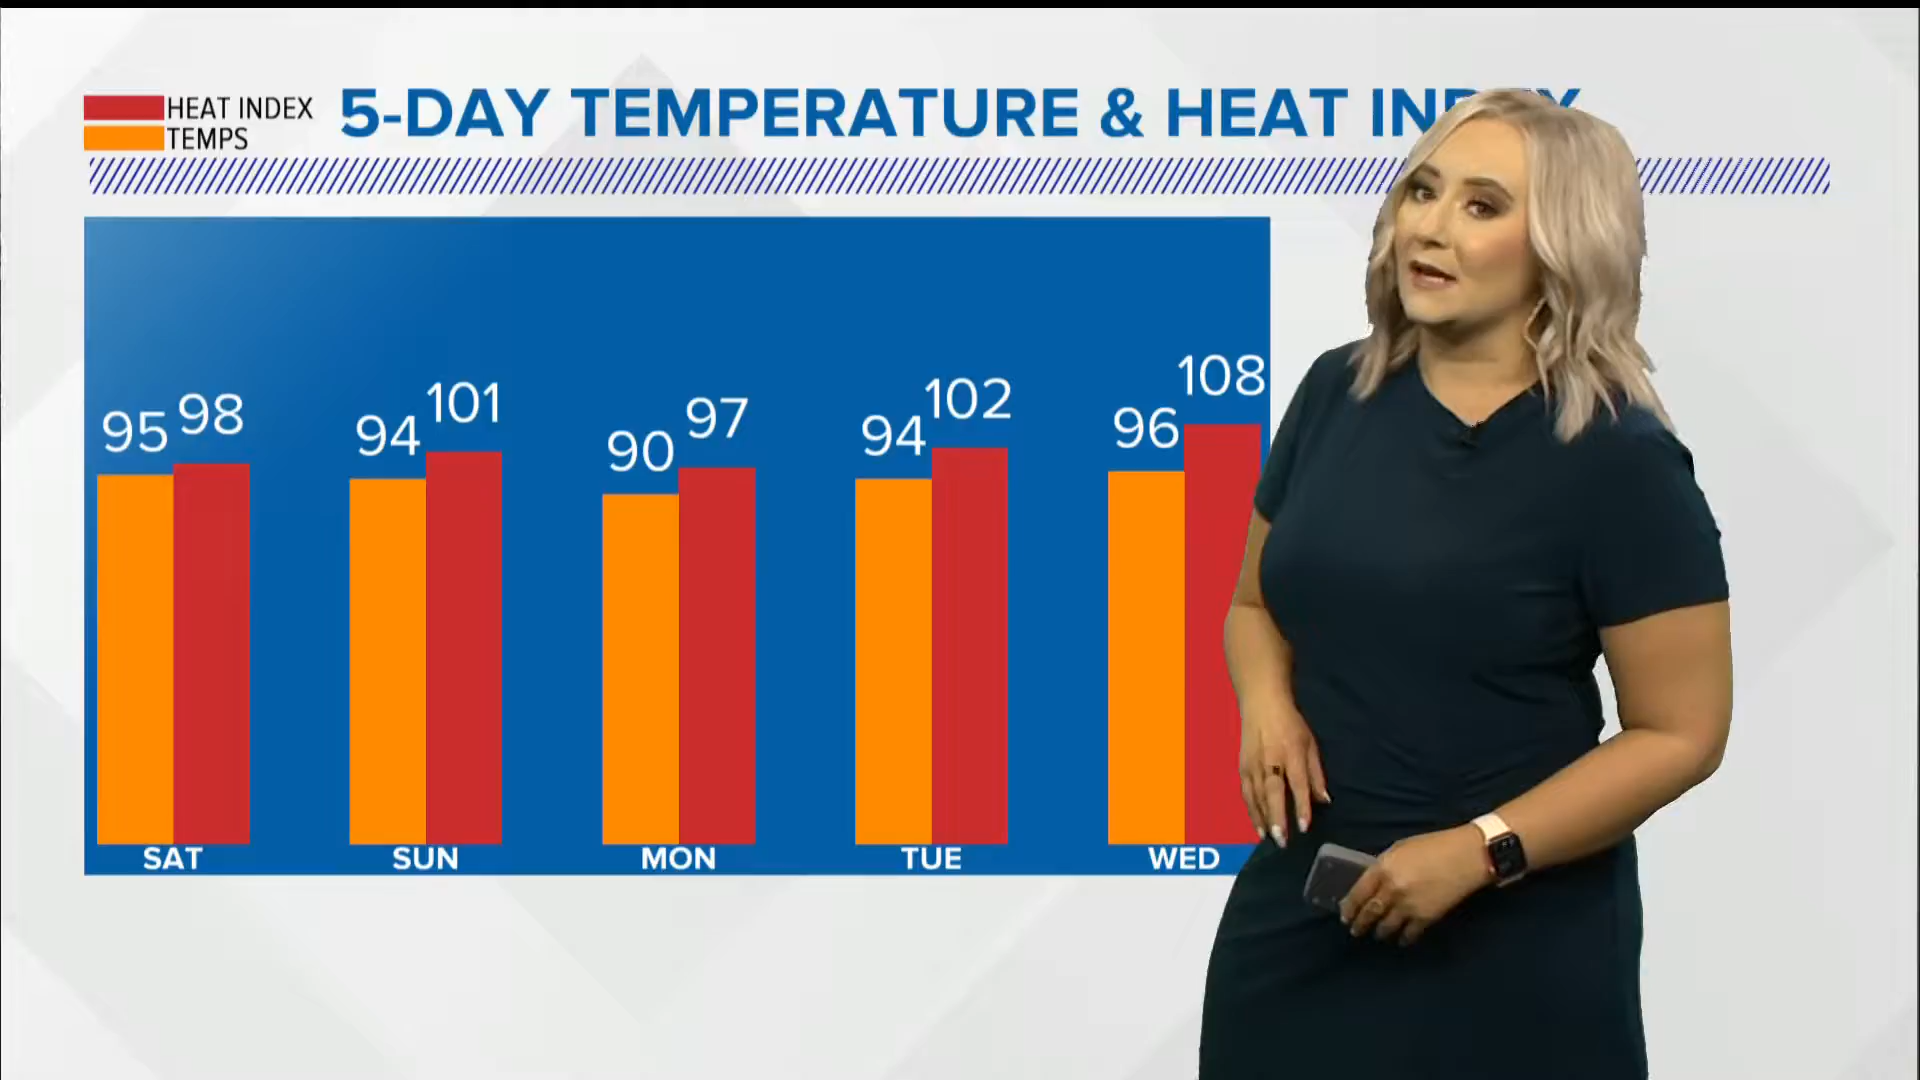 HEAT INDEX
TEMPS
5-DAY TEMPERATURE & HEAT INDEX
95 98 94 101 90 97 94 102 96 108
SAT SUN MON TUE WED